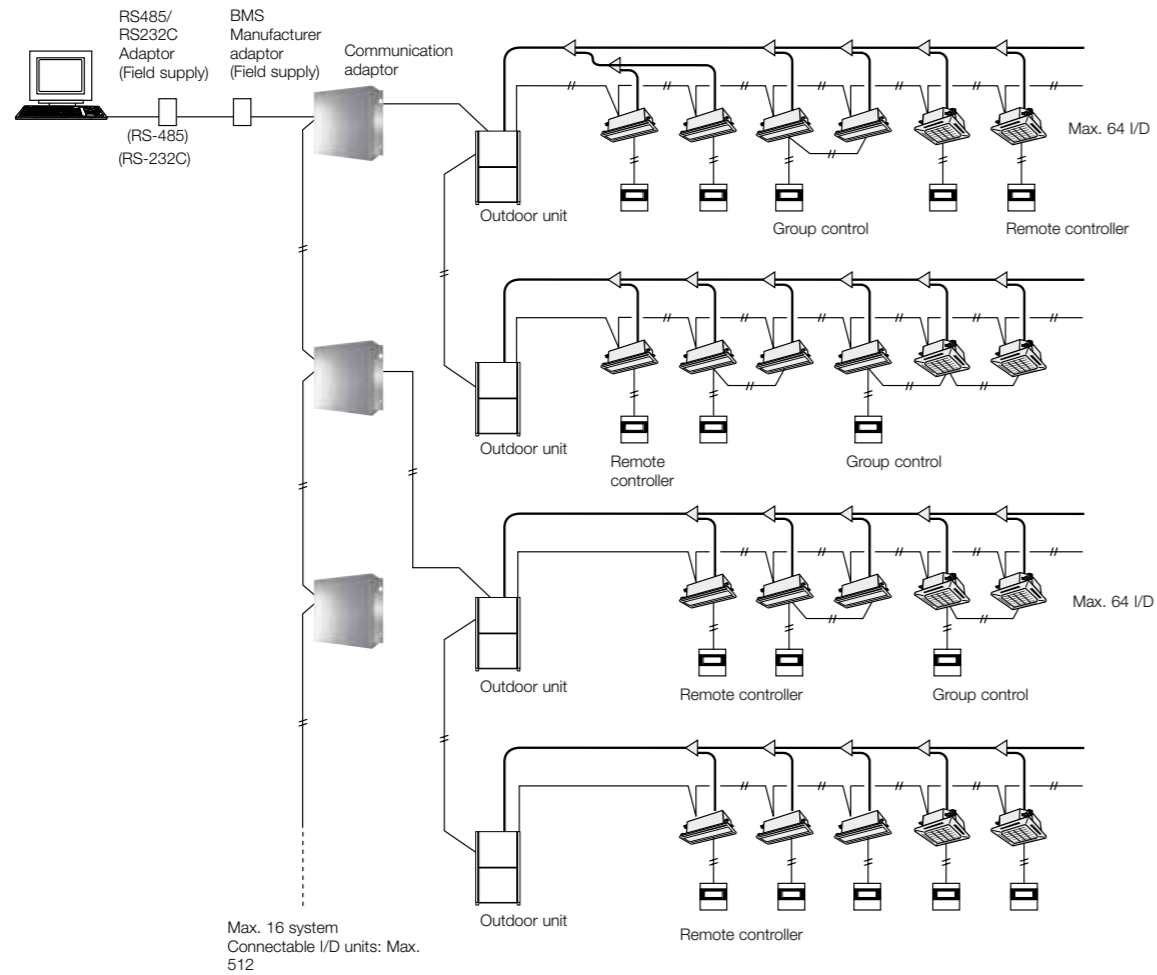 RS485/
RS232C
Adaptor
(Field supply)
BMS
Manufacturer
adaptor
(Field supply)
Communication
adaptor
(RS-485)
(RS-232C)
Max. 64 I/D
Outdoor unit
Group control
Remote controller
Outdoor unit
Remote
controller
Group control
Max. 64 I/D
Outdoor unit
Remote controller
Group control
Outdoor unit
Remote controller
Max. 16 system
Connectable I/D units: Max.
512